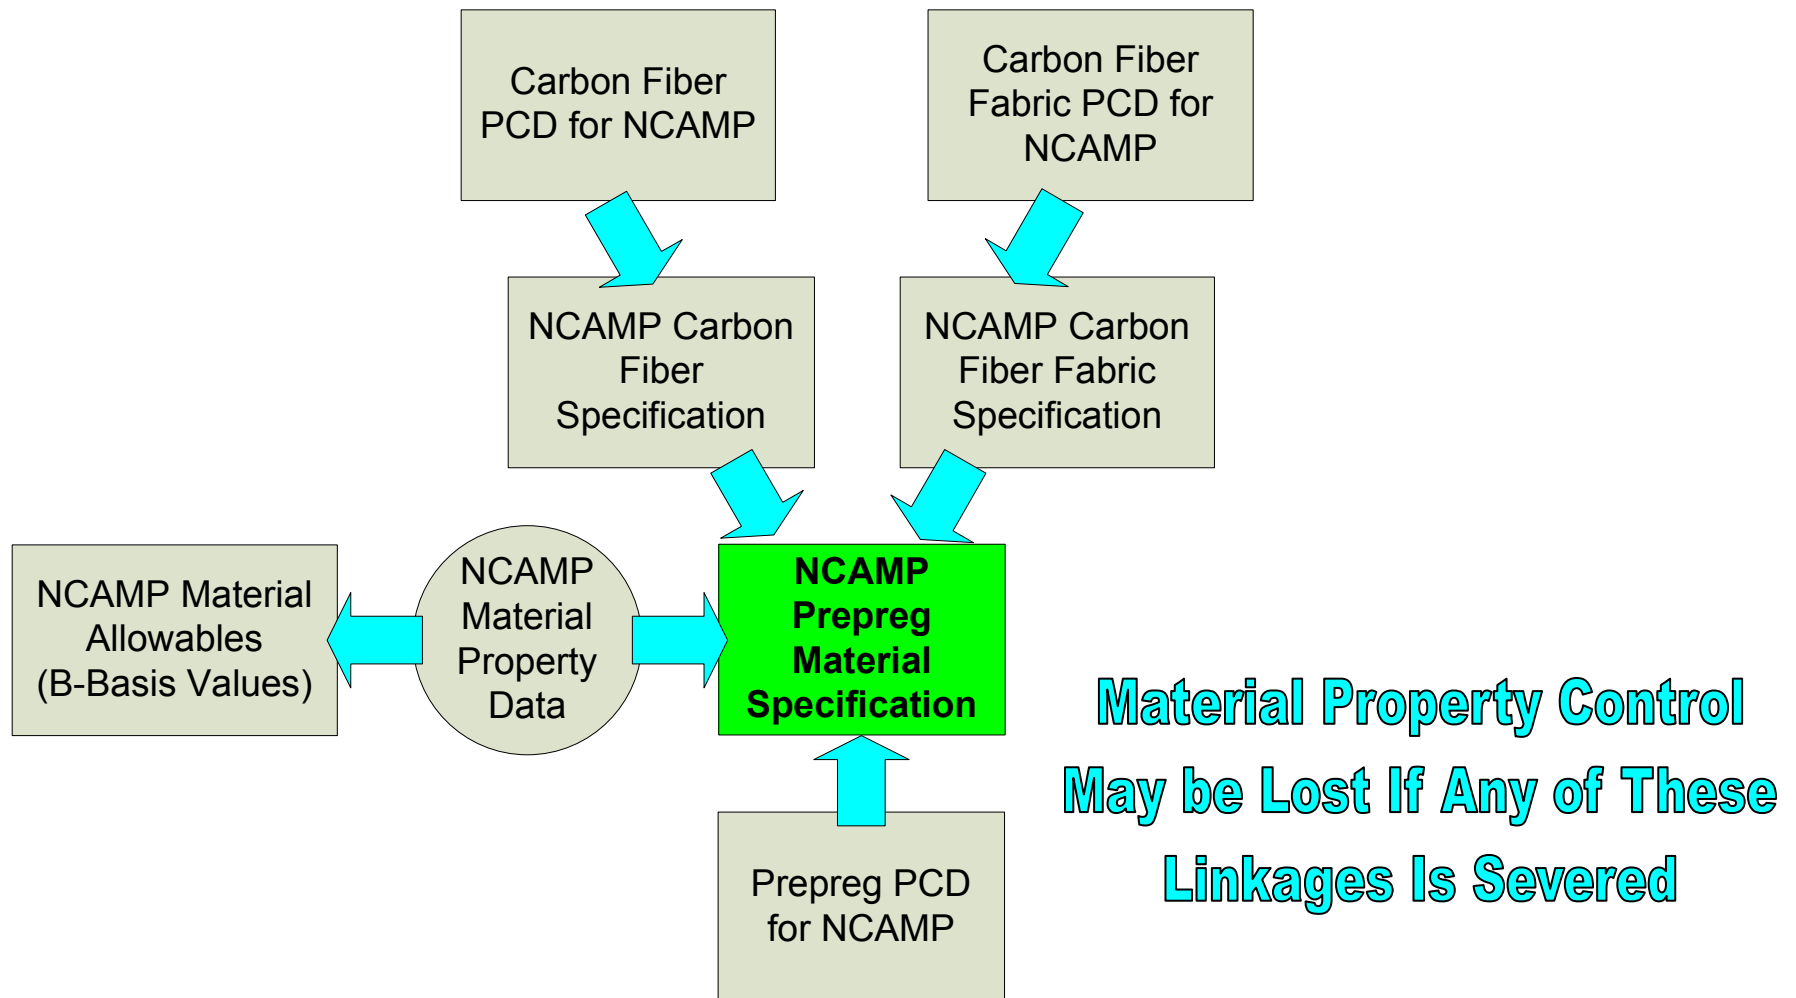 Carbon Fiber
PCD for NCAMP
Carbon Fiber
Fabric PCD for
NCAMP
NCAMP Carbon
Fiber
Specification
NCAMP Carbon
Fiber Fabric
Specification
NCAMP Material
Allowables
(B-Basis Values)
NCAMP
Material
Property
Data
NCAMP
Prepreg
Material
Specification
Material Property Control
May be Lost If Any of These
Linkages Is Severed
Prepreg PCD
for NCAMP